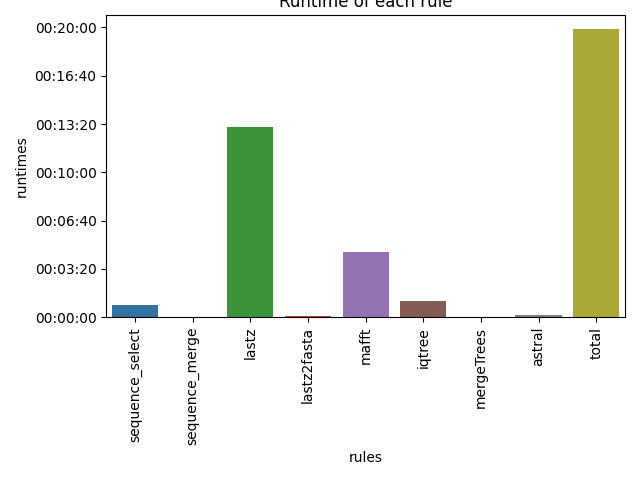 Runtime of each rule
00:20:00
00:16:40
00:13:20
00:10:00
00:06:40
00:03:20
00:00:00
runtimes
sequence_select
sequence_merge
lastz
lastz2fasta
mafft
iqtree
mergeTrees
astral
total
rules